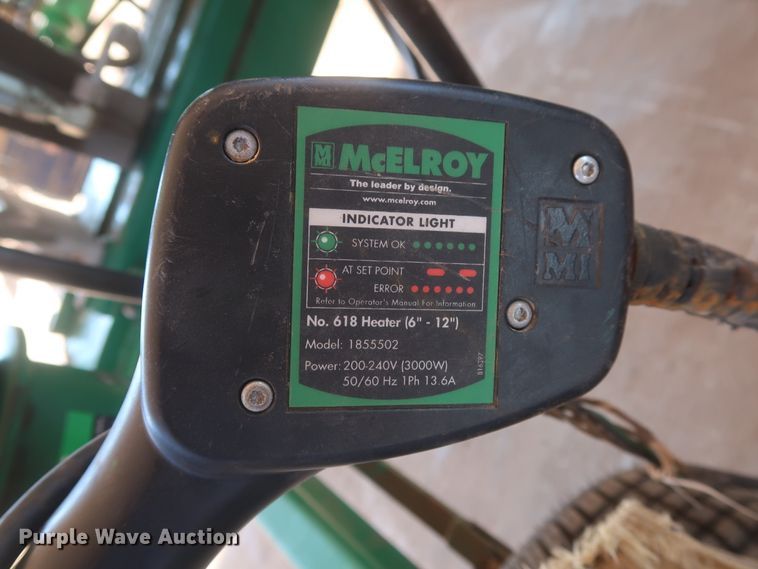 M McELROY
The leader by design.
www.mcelroy.com
INDICATOR LIGHT
SYSTEM OK
AT SET POINT
ERROR
Refer to Operator's Manual For Information
No. 618 Heater (6" - 12")
Model: 1855502
Power: 200-240V (3000W)
50/60 Hz 1Ph 13.6A
816397
M
MI
Purple Wave Auction